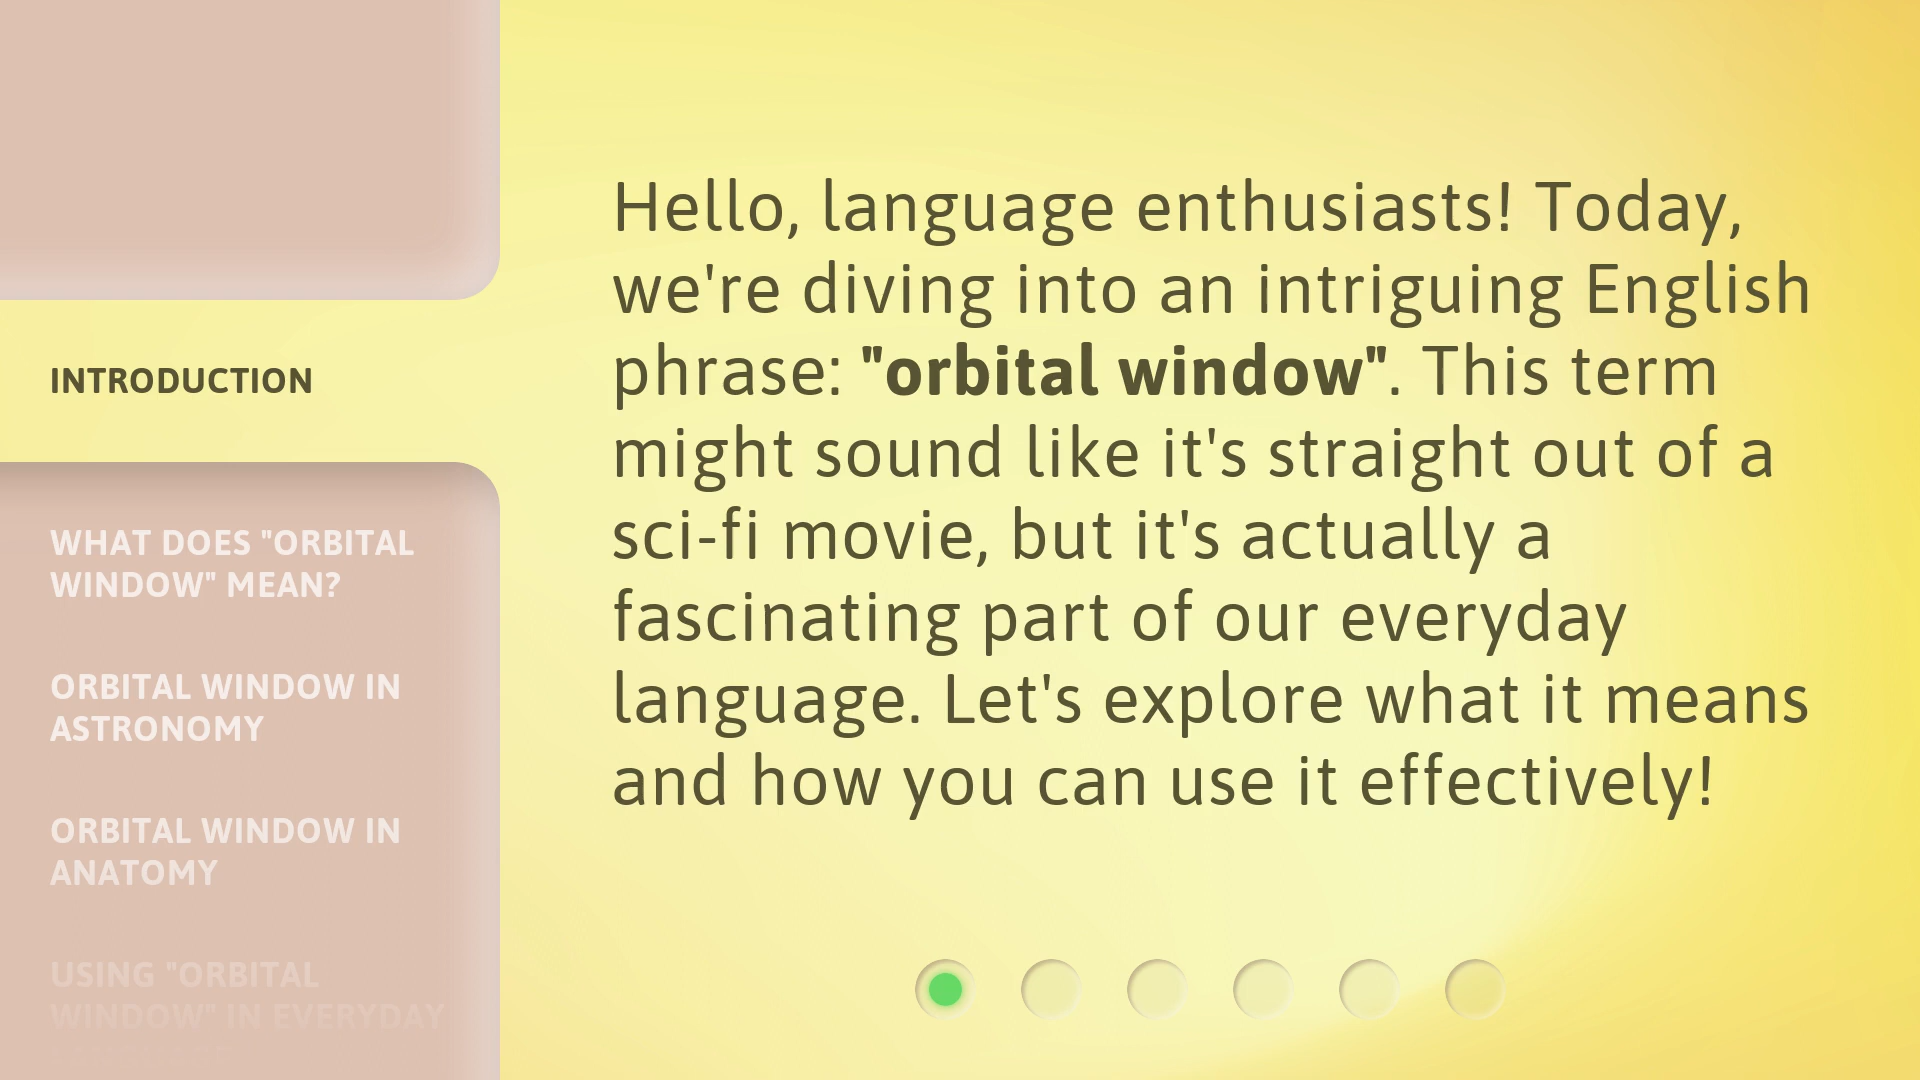 INTRODUCTION
WHAT DOES "ORBITAL
WINDOW" MEAN?
ORBITAL WINDOW IN
ASTRONOMY
ORBITAL WINDOW IN
ANATOMY
USING "ORBITAL
WINDOW" IN EVERYDAY
Hello, language enthusiasts! Today,
we're diving into an intriguing English
phrase: "orbital window". This term
might sound like it's straight out of a
sci-fi movie, but it's actually a
fascinating part of our everyday
language. Let's explore what it means
and how you can use it effectively!